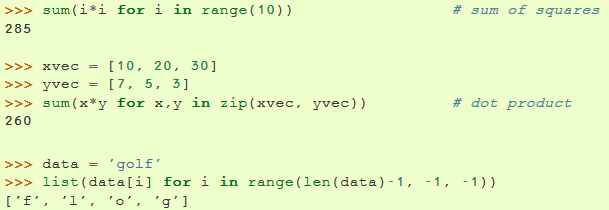 >>> sum(i*i for i in range(10))                 # sum of squares
285
>>> xvec = [10, 20, 30]
>>> yvec = [7, 5, 3]
>>> sum(x*y for x,y in zip(xvec, yvec))         # dot product
260
>>> data = 'golf'
>>> list(data[i] for i in range(len(data)-1, -1, -1))
['f', 'l', 'o', 'g']